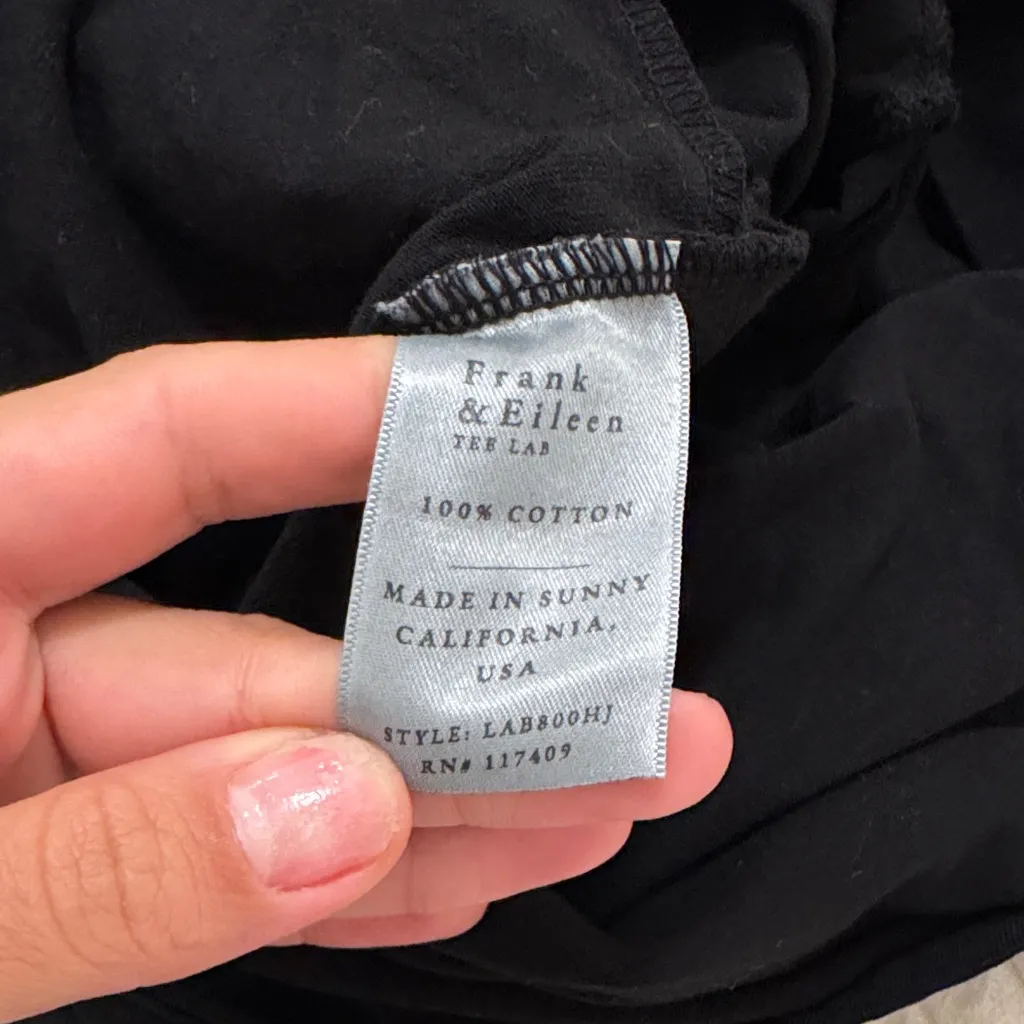 Frank
& Eileen
TEE LAB
100% COTTON
MADE IN SUNNY
CALIFORNIA,
USA
STYLE: LAB800HJ
RN# 117409